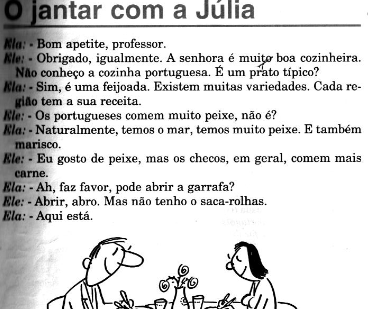 O jantar com a Júlia
Ela: - Bom apetite, professor.
Ele: - Obrigado, igualmente. A senhora é muito boa cozinheira.
Não conheço a cozinha portuguesa. É um prato típico?
Ela: - Sim, é uma feijoada. Existem muitas variedades. Cada re-
gião tem a sua receita.
Ele: - Os portugueses comem muito peixe, não é?
Ela: - Naturalmente, temos o mar, temos muito peixe. E também
marisco.
Ele: - Eu gosto de peixe, mas os checos, em geral, comem mais
carne.
Ela: - Ah, faz favor, pode abrir a garrafa?
Ele: - Abrir, abro. Mas não tenho o saca-rolhas.
Ela: - Aqui está.